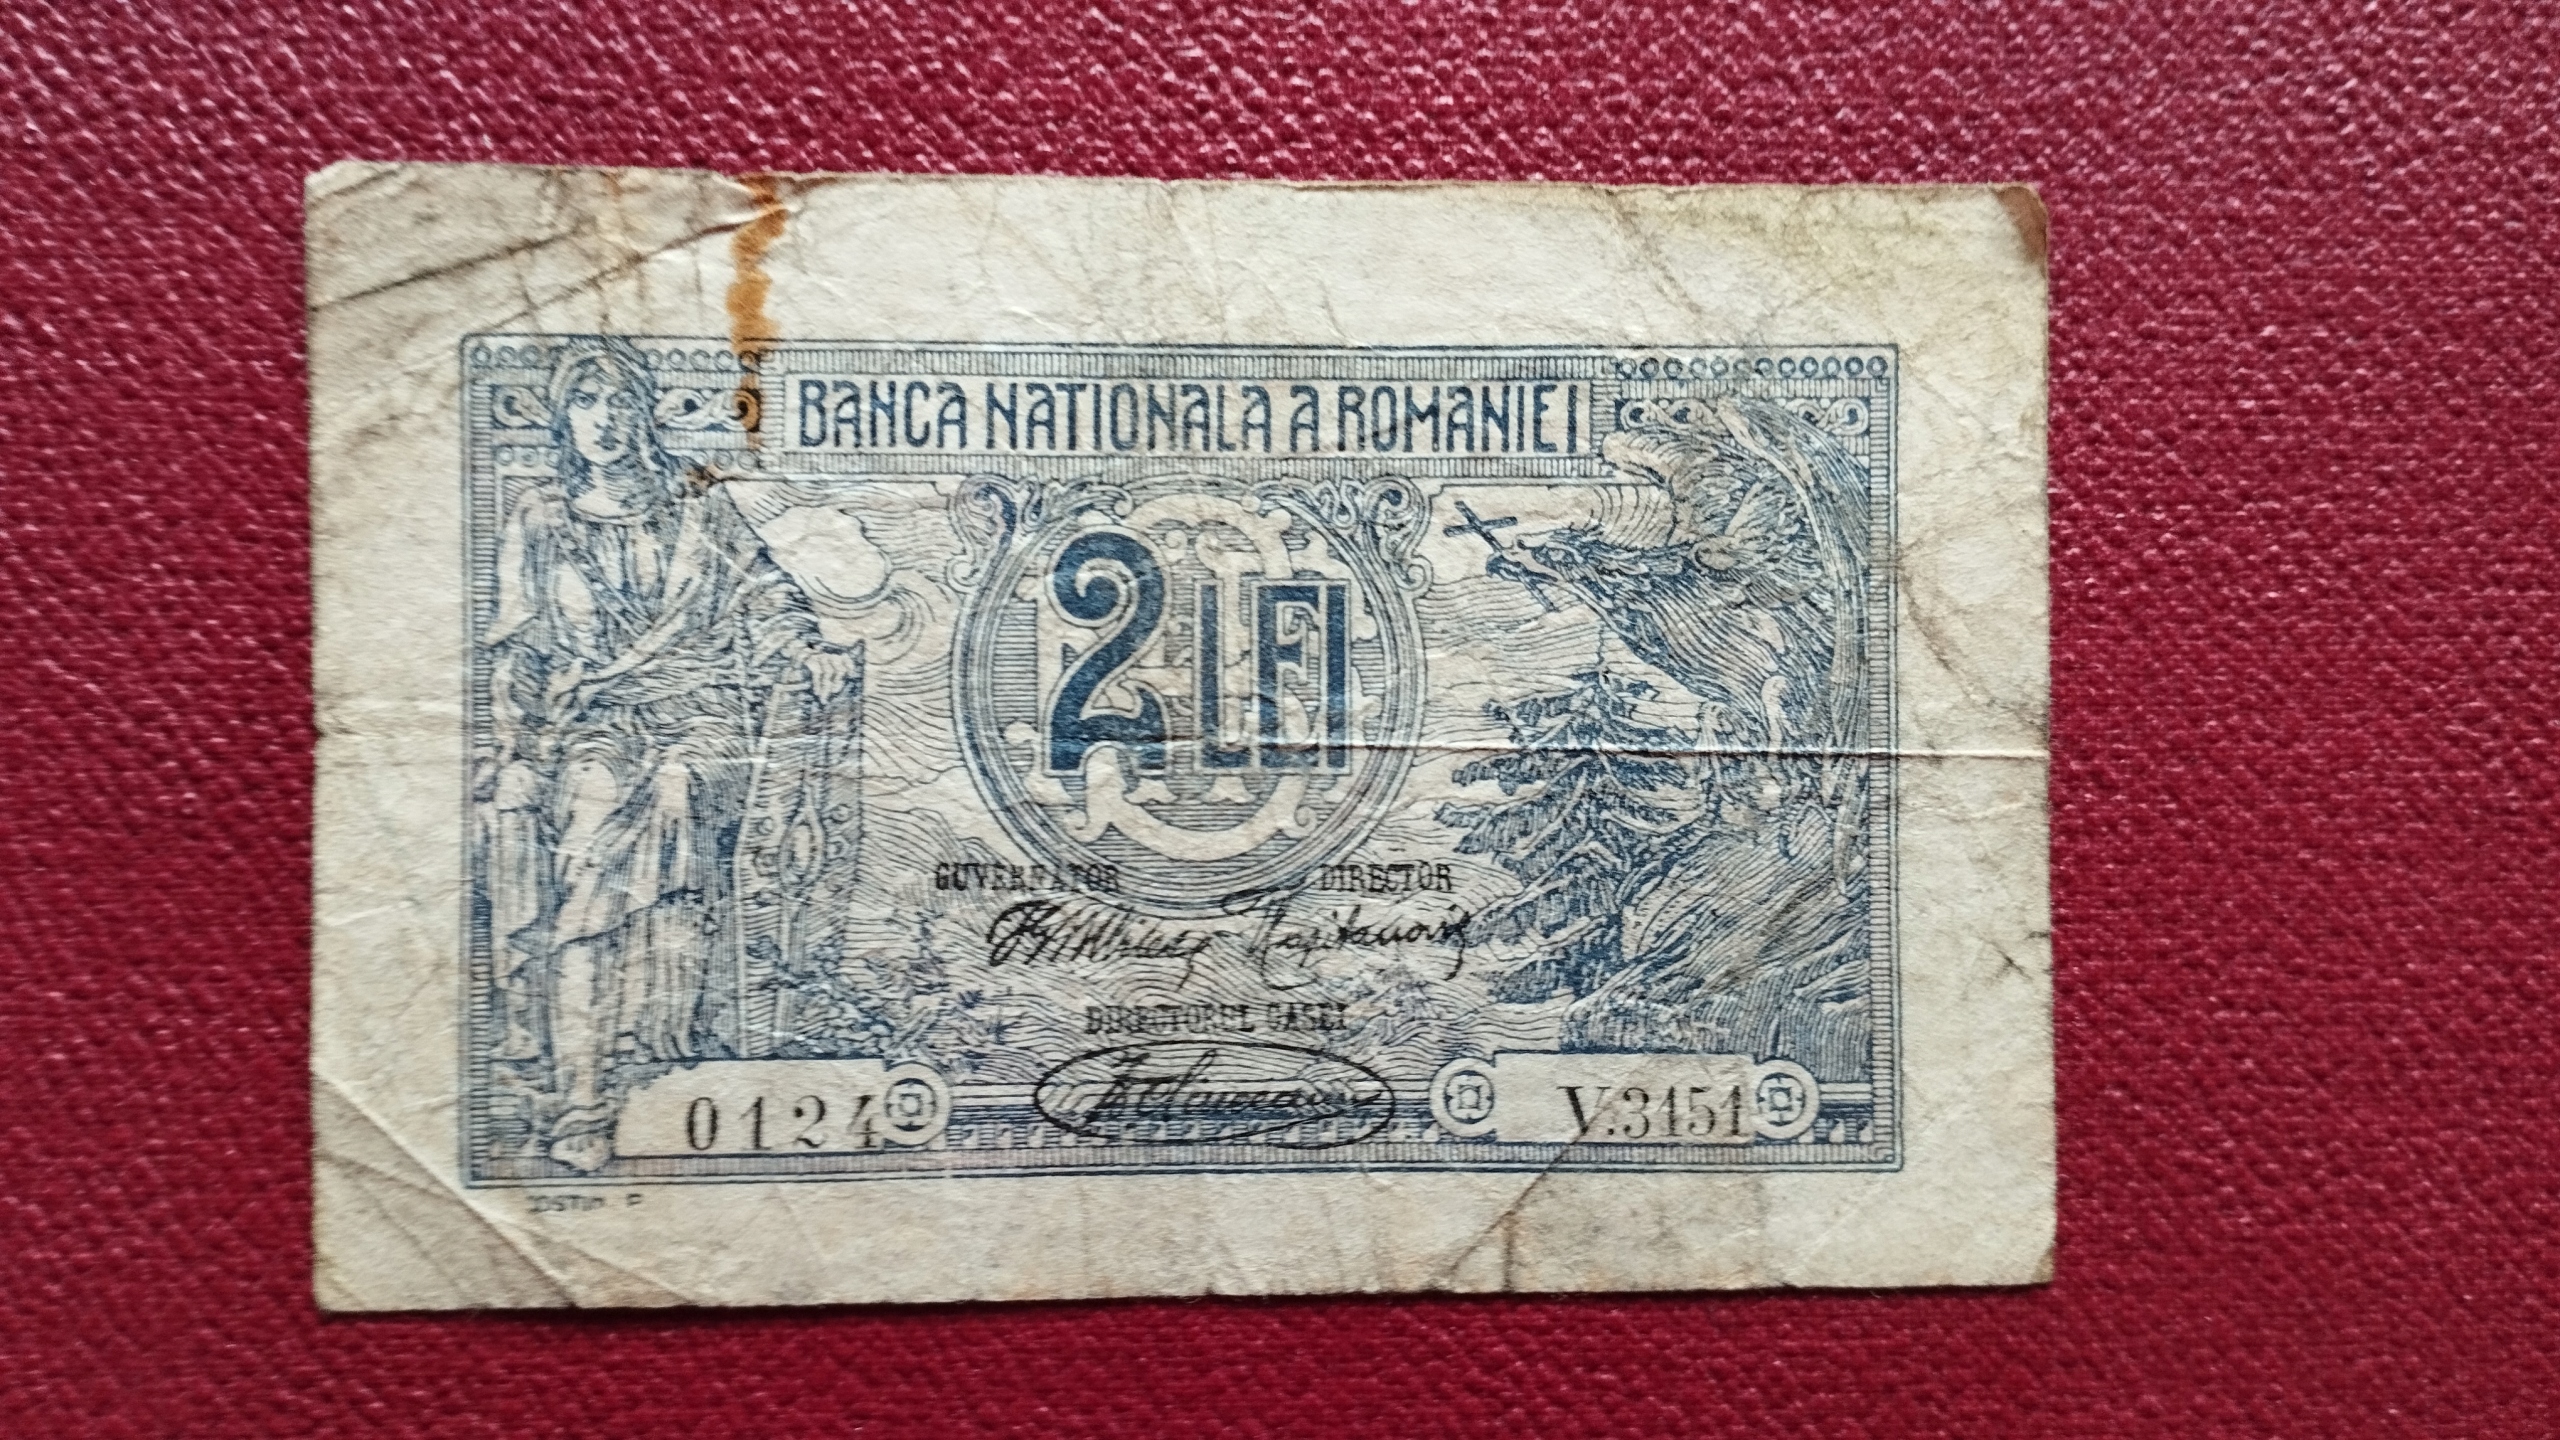 BANCA NATIONALA A ROMANIEI
2 LEI
GUVERNATOR DIRECTOR
DIRECTORUL CASEI
0124 V.3151